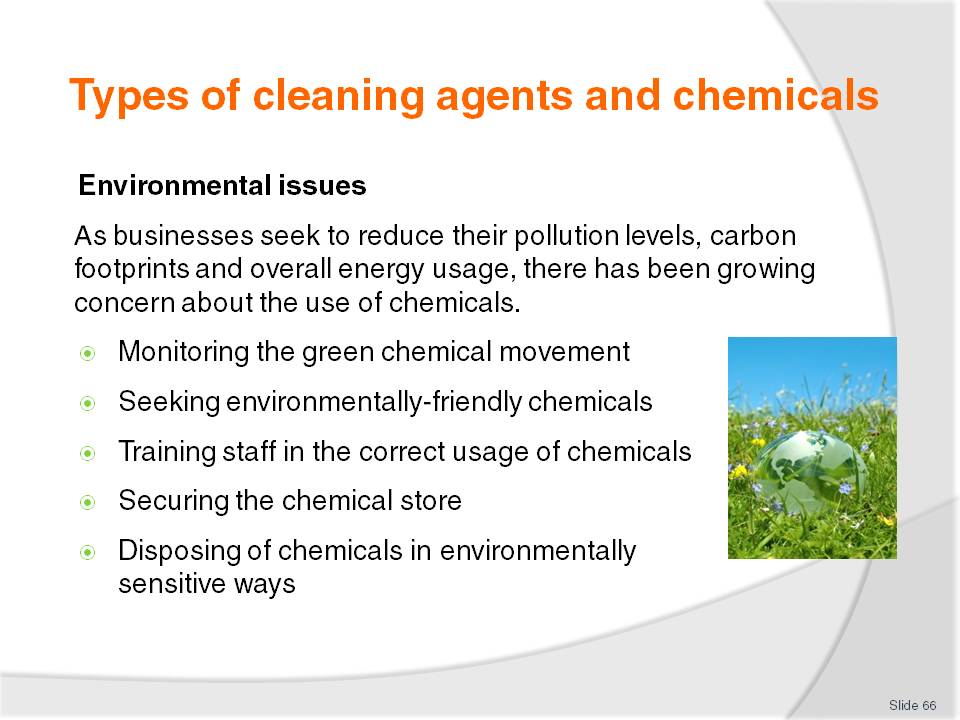 Types of cleaning agents and chemicals
Environmental issues
As businesses seek to reduce their pollution levels, carbon
footprints and overall energy usage, there has been growing
concern about the use of chemicals.
Monitoring the green chemical movement
Seeking environmentally-friendly chemicals
Training staff in the correct usage of chemicals
Securing the chemical store
Disposing of chemicals in environmentally
sensitive ways
Slide 66